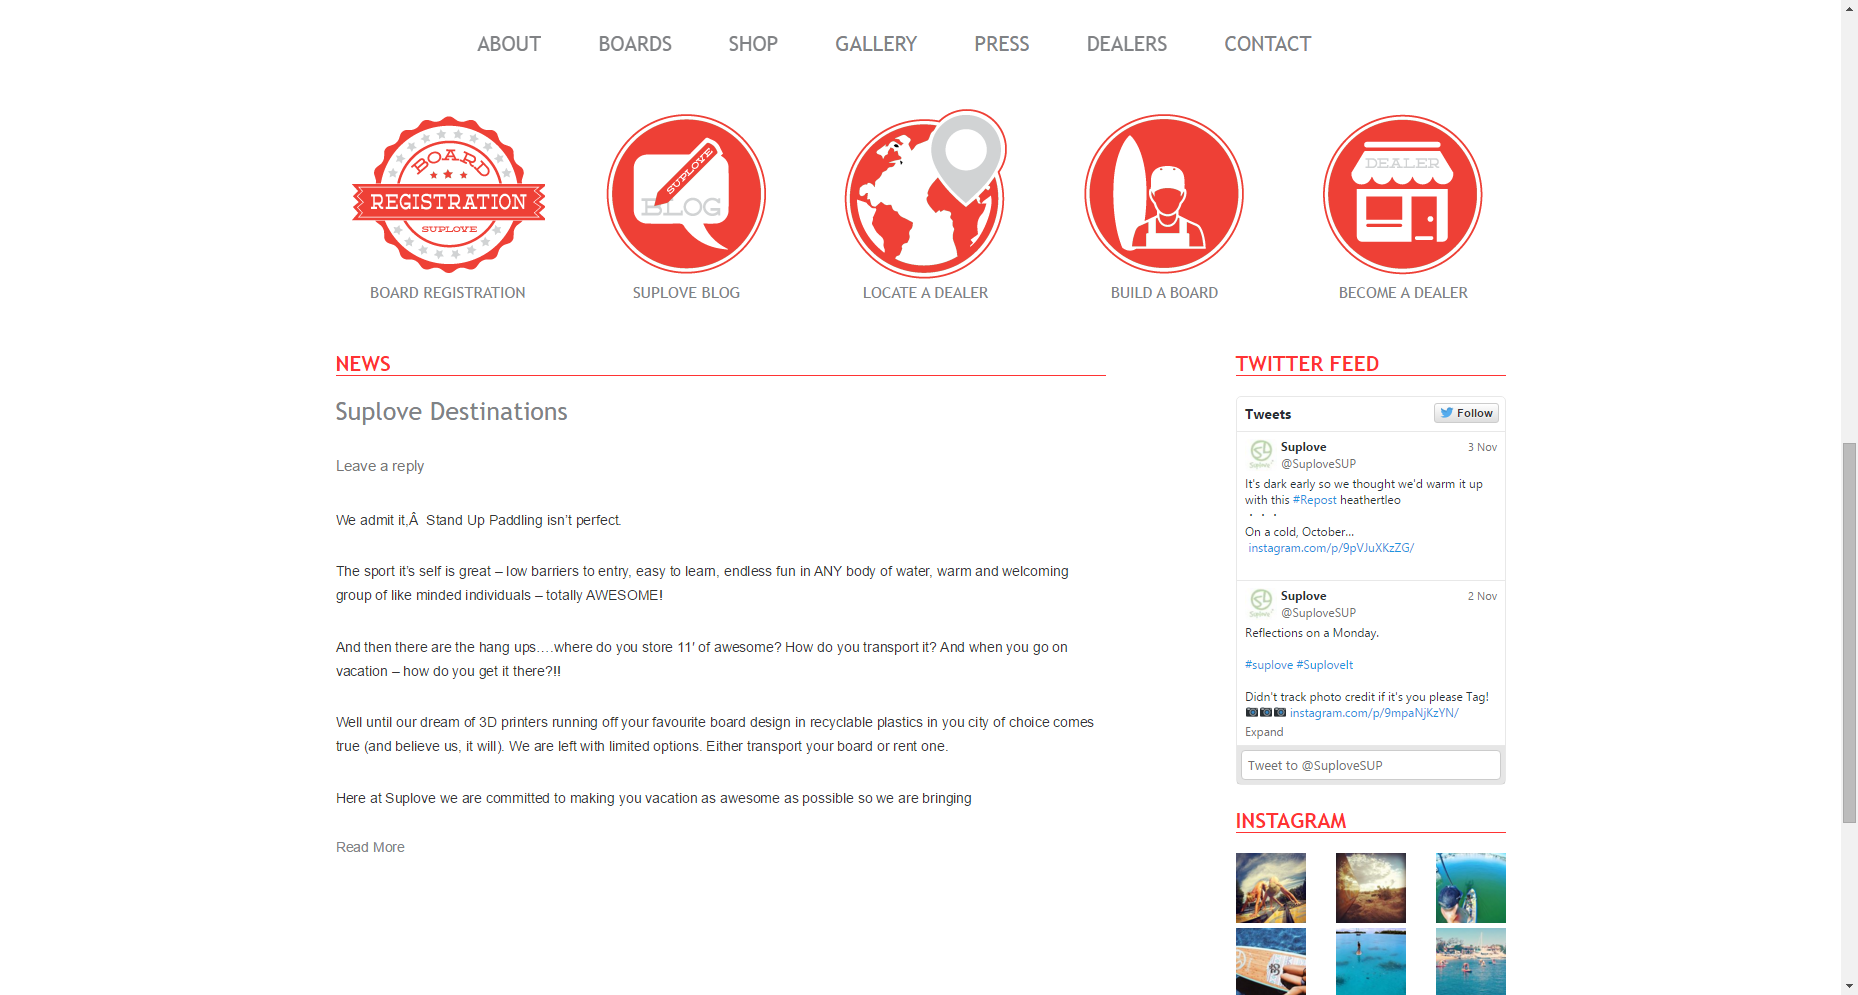 ABOUT BOARDS SHOP GALLERY PRESS DEALERS CONTACT
BOARD
REGISTRATION
SUPLOVE
SUPLOVE
BLOG
DEALER
BOARD REGISTRATION
SUPLOVE BLOG
LOCATE A DEALER
BUILD A BOARD
BECOME A DEALER
NEWS
Suplove Destinations
Leave a reply
We admit it,Â  Stand Up Paddling isn’t perfect.
The sport it’s self is great – low barriers to entry, easy to learn, endless fun in ANY body of water, warm and welcoming
group of like minded individuals – totally AWESOME!
And then there are the hang ups….where do you store 11′ of awesome? How do you transport it? And when you go on
vacation – how do you get it there?!!
Well until our dream of 3D printers running off your favourite board design in recyclable plastics in you city of choice comes
true (and believe us, it will). We are left with limited options. Either transport your board or rent one.
Here at Suplove we are committed to making you vacation as awesome as possible so we are bringing
Read More
TWITTER FEED
Tweets Follow
Suplove 3 Nov
@SuploveSUP
It's dark early so we thought we'd warm it up
with this #Repost heathertleo
・・・
On a cold, October...
instagram.com/p/9pVJuXKzZG/
Suplove 2 Nov
@SuploveSUP
Reflections on a Monday.
#suplove #SuploveIt
Didn't track photo credit if it's you please Tag!
📷📷📷 instagram.com/p/9mpaNjKzYN/
Expand
Tweet to @SuploveSUP
INSTAGRAM